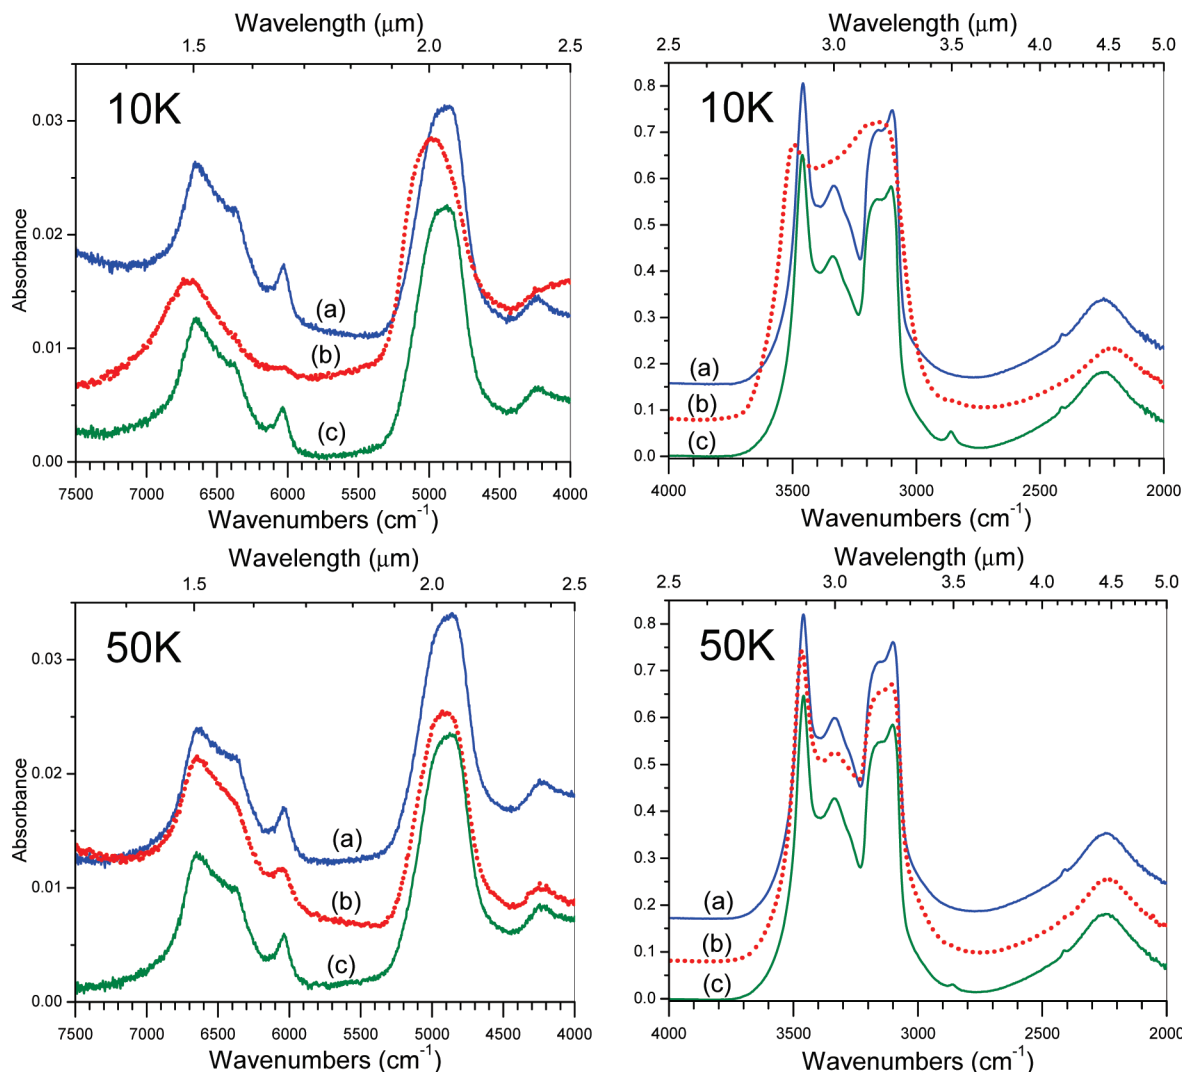 Wavelength (μm)
1.5 2.0 2.5
10K
0.03
0.02
0.01
0.00
Absorbance
(a)
(b)
(c)
7500 7000 6500 6000 5500 5000 4500 4000
Wavenumbers (cm-1)
Wavelength (μm)
2.5 3.0 3.5 4.0 4.5 5.0
10K
0.8
0.7
0.6
0.5
0.4
0.3
0.2
0.1
0.0
(a)
(b)
(c)
4000 3500 3000 2500 2000
Wavenumbers (cm-1)
Wavelength (μm)
1.5 2.0 2.5
50K
0.03
0.02
0.01
0.00
Absorbance
(a)
(b)
(c)
7500 7000 6500 6000 5500 5000 4500 4000
Wavenumbers (cm-1)
Wavelength (μm)
2.5 3.0 3.5 4.0 4.5 5.0
50K
0.8
0.7
0.6
0.5
0.4
0.3
0.2
0.1
0.0
(a)
(b)
(c)
4000 3500 3000 2500 2000
Wavenumbers (cm-1)